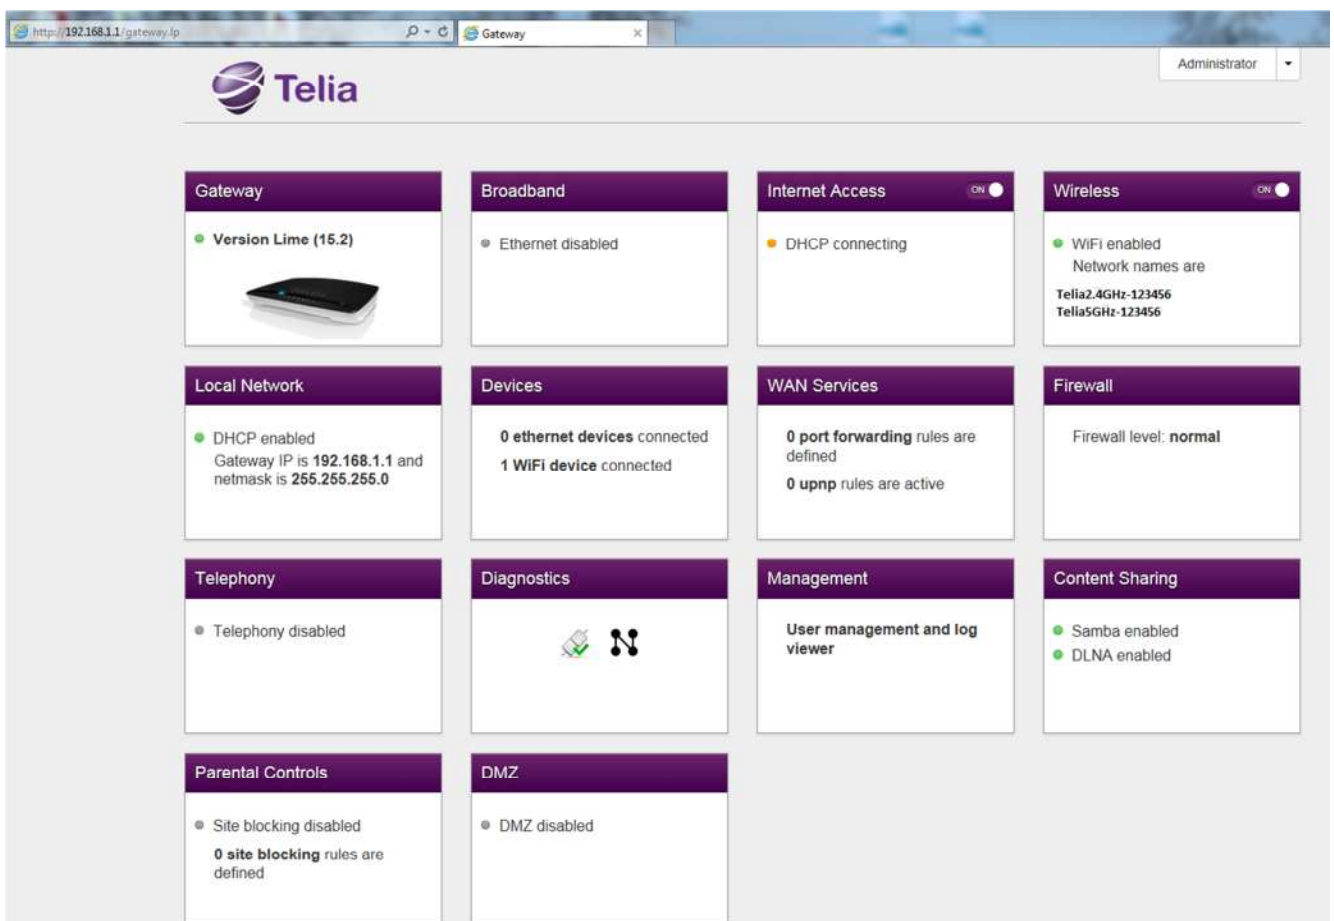 http://192.168.1.1/gateway.lp
Gateway
Administrator
Telia
Gateway
Broadband
Internet Access ON
Wireless ON
Version Lime (15.2)
Ethernet disabled
DHCP connecting
WiFi enabled
Network names are
Telia2.4GHz-123456
Telia5GHz-123456
Local Network
Devices
WAN Services
Firewall
DHCP enabled
Gateway IP is 192.168.1.1 and
netmask is 255.255.255.0
0 ethernet devices connected
1 WiFi device connected
0 port forwarding rules are
defined
0 upnp rules are active
Firewall level: normal
Telephony
Diagnostics
Management
Content Sharing
Telephony disabled
User management and log
viewer
Samba enabled
DLNA enabled
Parental Controls
DMZ
Site blocking disabled
0 site blocking rules are
defined
DMZ disabled